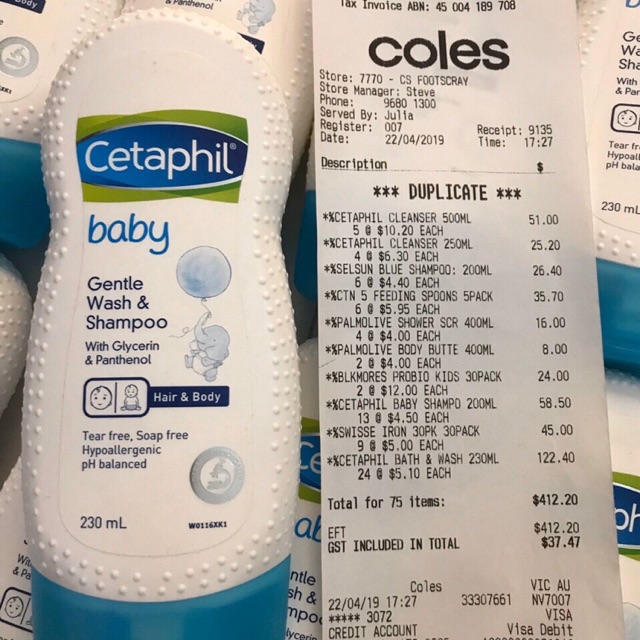 Cetaphil®
baby
Gentle
Wash &
Shampoo
With Glycerin
& Panthenol
Hair & Body
Tear free, Soap free
Hypoallergenic
pH balanced
230 mL
W0116XK1
Tax Invoice ABN: 45 004 189 708
coles
Store: 7770 - CS FOOTSCRAY
Store Manager: Steve
Phone: 9680 1300
Served By: Julia
Register: 007 Receipt: 9135
Date: 22/04/2019 Time: 17:27
Description $
*** DUPLICATE ***
*%CETAPHIL CLEANSER 500ML 51.00
5 @ $10.20 EACH
*%CETAPHIL CLEANSER 250ML 25.20
4 @ $6.30 EACH
*%SELSUN BLUE SHAMPOO: 200ML 26.40
6 @ $4.40 EACH
*%CTN 5 FEEDING SPOONS 5PACK 35.70
6 @ $5.95 EACH
*%PALMOLIVE SHOWER SCR 400ML 16.00
4 @ $4.00 EACH
*%PALMOLIVE BODY BUTTE 400ML 8.00
2 @ $4.00 EACH
*%BLKMORES PROBIO KIDS 30PACK 24.00
2 @ $12.00 EACH
*%CETAPHIL BABY SHAMPO 200ML 58.50
13 @ $4.50 EACH
*%SWISSE IRON 30PK 30PACK 45.00
9 @ $5.00 EACH
*%CETAPHIL BATH & WASH 230ML 122.40
24 @ $5.10 EACH
Total for 75 items: $412.20
EFT $412.20
GST INCLUDED IN TOTAL $37.47
Coles VIC AU
22/04/19 17:27 33307661 NV7007
***** 3072 VISA
CREDIT ACCOUNT Visa Debit
Hair & Body
230 mL